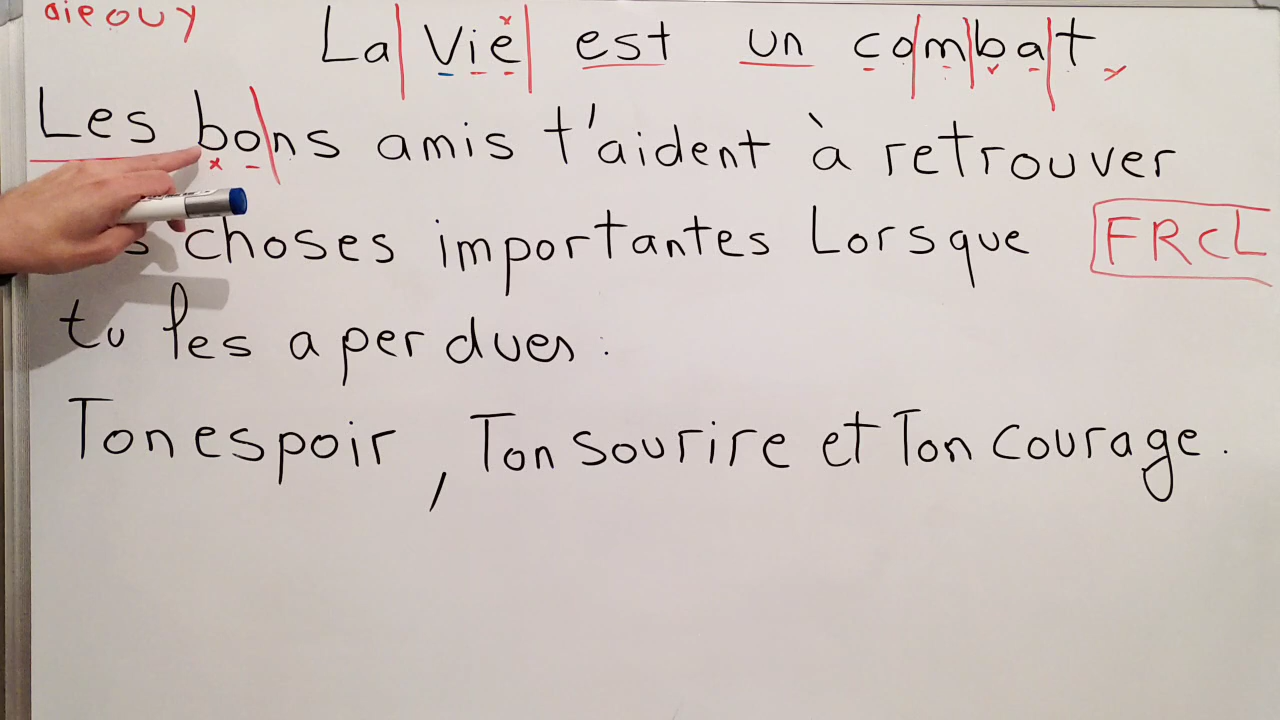 aieouy
La vie est un combat
Les bons amis t'aident à retrouver
choses importantes Lorsque
FRCL
tu les a perdues :
Ton espoir, Ton sourire et Ton courage.